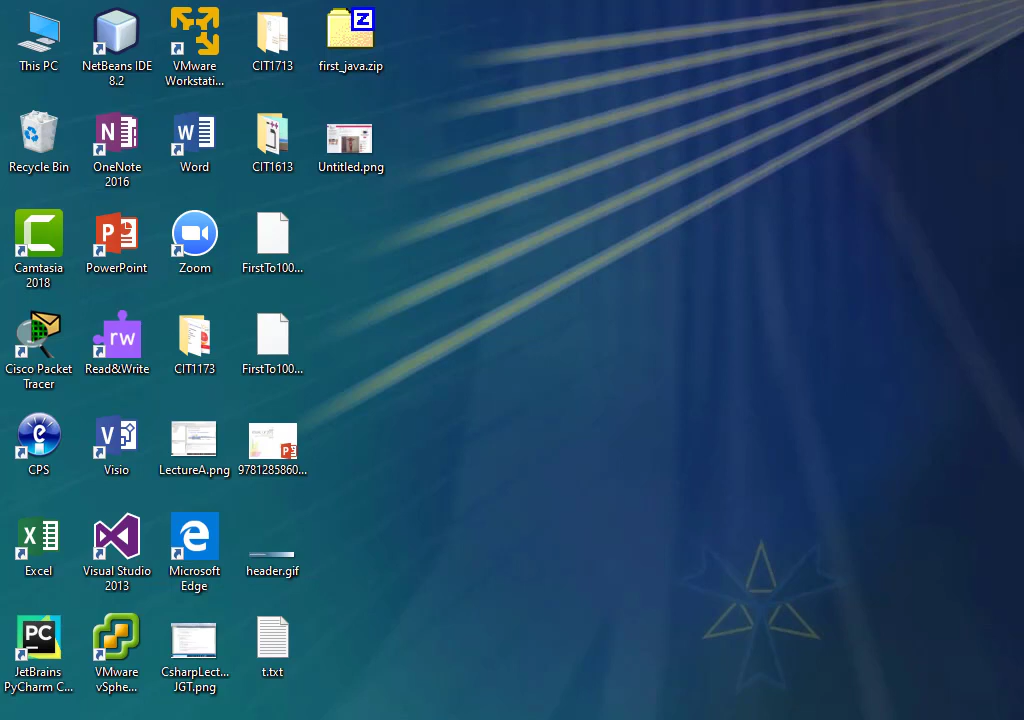 This PC
NetBeans IDE
8.2
VMware
Workstati...
CIT1713
first_java.zip
Recycle Bin
OneNote
2016
Word
CIT1613
Untitled.png
Camtasia
2018
PowerPoint
Zoom
FirstTo100...
Cisco Packet
Tracer
Read&Write
CIT1173
FirstTo100...
CPS
Visio
LectureA.png
9781285860...
Excel
Visual Studio
2013
Microsoft
Edge
header.gif
JetBrains
PyCharm C...
VMware
vSphe...
CsharpLect...
JGT.png
t.txt
Z
N
W
P
rw
e
V
P
X
e
PC